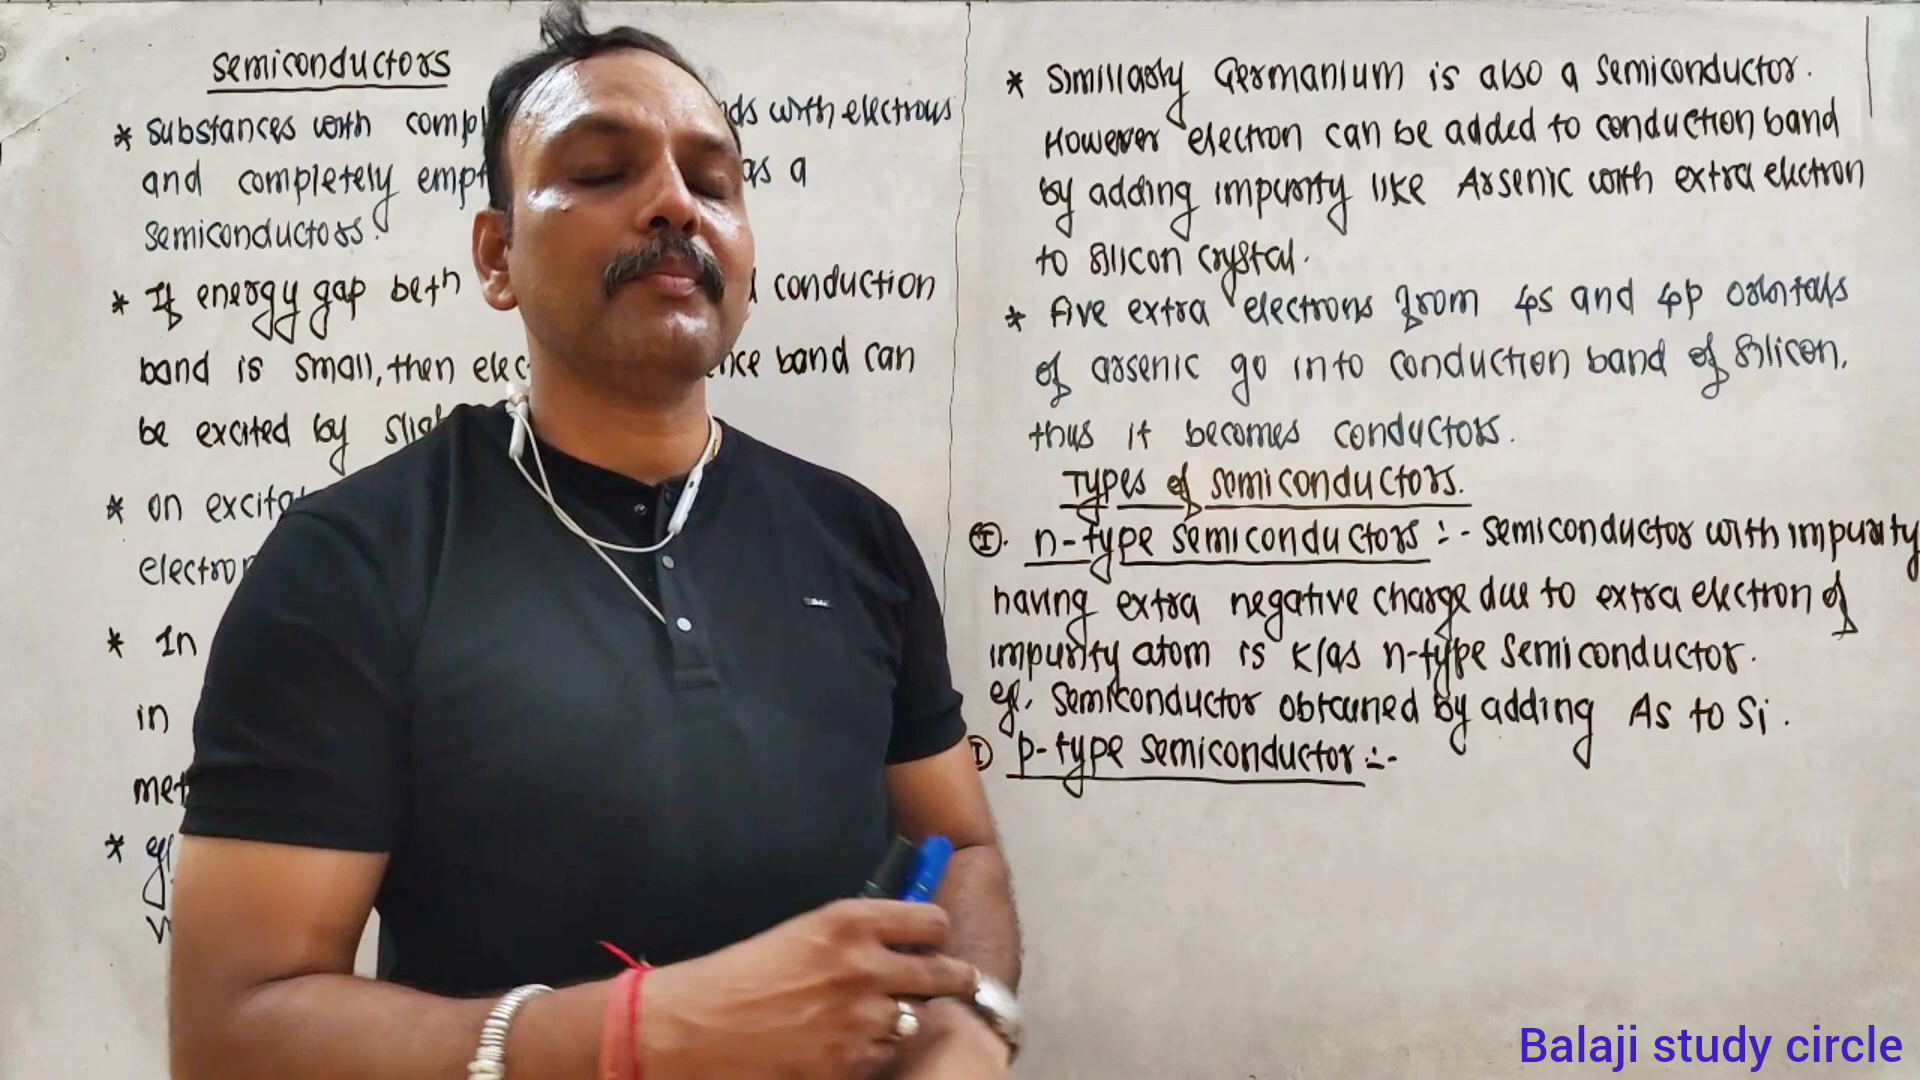 semiconductors
* substances with compl ds with electrons
and completely empt as a
semiconductors.
* If energy gap betn conduction
band is small, then elec nce band can
be excited by sligh
* on excita
electron
* In
in
met
* eg.
* Simillarly Germanium is also a semiconductor.
However electron can be added to conduction band
by adding impurity like Arsenic with extra electron
to silicon crystal.
* Five extra electrons from 4s and 4p orbitals
of arsenic go into conduction band of silicon,
thus it becomes conductors.
Types of semiconductors.
I. n-type semiconductors :- semiconductor with impurity
having extra negative charge due to extra electron of
impurity atom is k/as n-type semiconductor.
eg. semiconductor obtained by adding As to Si.
I p-type semiconductor :-
Balaji study circle